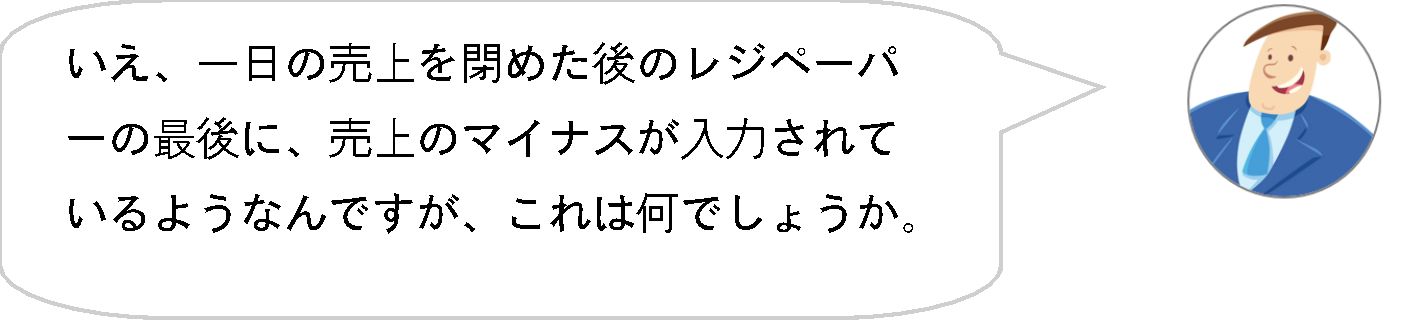 いえ、一日の売上を閉めた後のレジペーパ
ーの最後に、売上のマイナスが入力されて
いるようなんですが、これは何でしょうか。